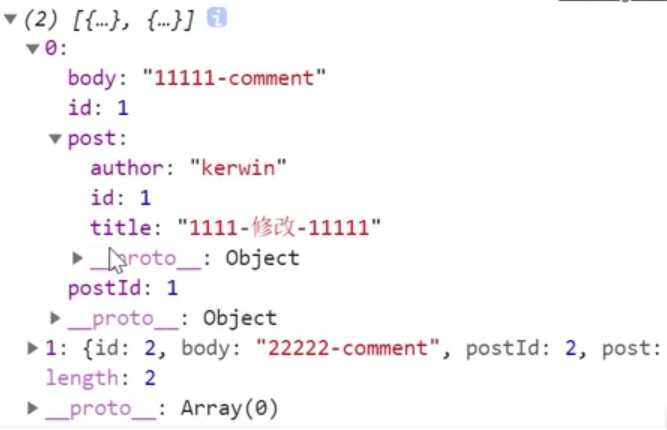 (2) [{…}, {…}] i
0:
body: "11111-comment"
id: 1
post:
author: "kerwin"
id: 1
title: "1111-修改-11111"
__proto__: Object
postId: 1
__proto__: Object
1: {id: 2, body: "22222-comment", postId: 2, post:
length: 2
__proto__: Array(0)